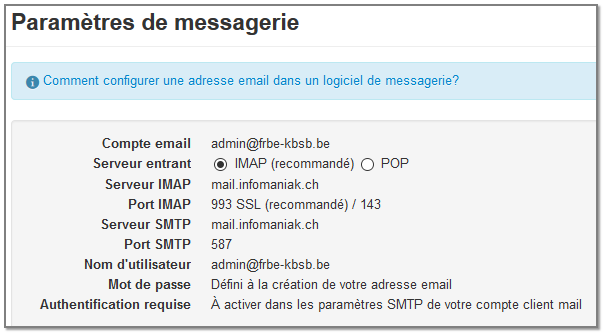 Paramètres de messagerie
Comment configurer une adresse email dans un logiciel de messagerie?
Compte email admin@frbe-kbsb.be
Serveur entrant IMAP (recommandé) POP
Serveur IMAP mail.infomaniak.ch
Port IMAP 993 SSL (recommandé) / 143
Serveur SMTP mail.infomaniak.ch
Port SMTP 587
Nom d'utilisateur admin@frbe-kbsb.be
Mot de passe Défini à la création de votre adresse email
Authentification requise À activer dans les paramètres SMTP de votre compte client mail